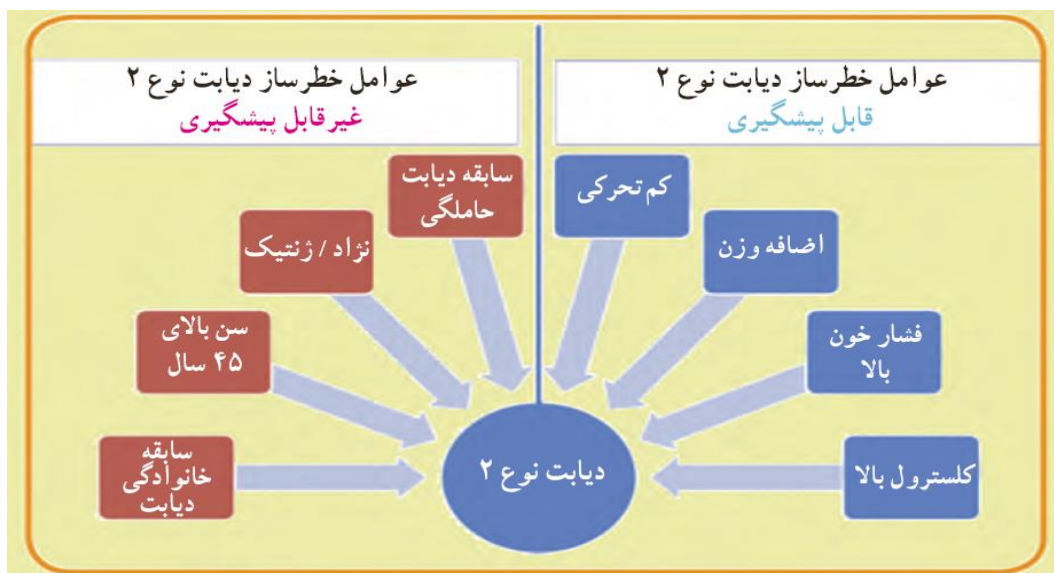 عوامل خطرساز دیابت نوع ۲
قابل پیشگیری
عوامل خطرساز دیابت نوع ۲
غیرقابل پیشگیری
کم تحرکی
اضافه وزن
فشار خون
بالا
کلسترول بالا
سابقه دیابت
حاملگی
نژاد / ژنتیک
سن بالای
۴۵ سال
سابقه
خانوادگی
دیابت
دیابت نوع ۲